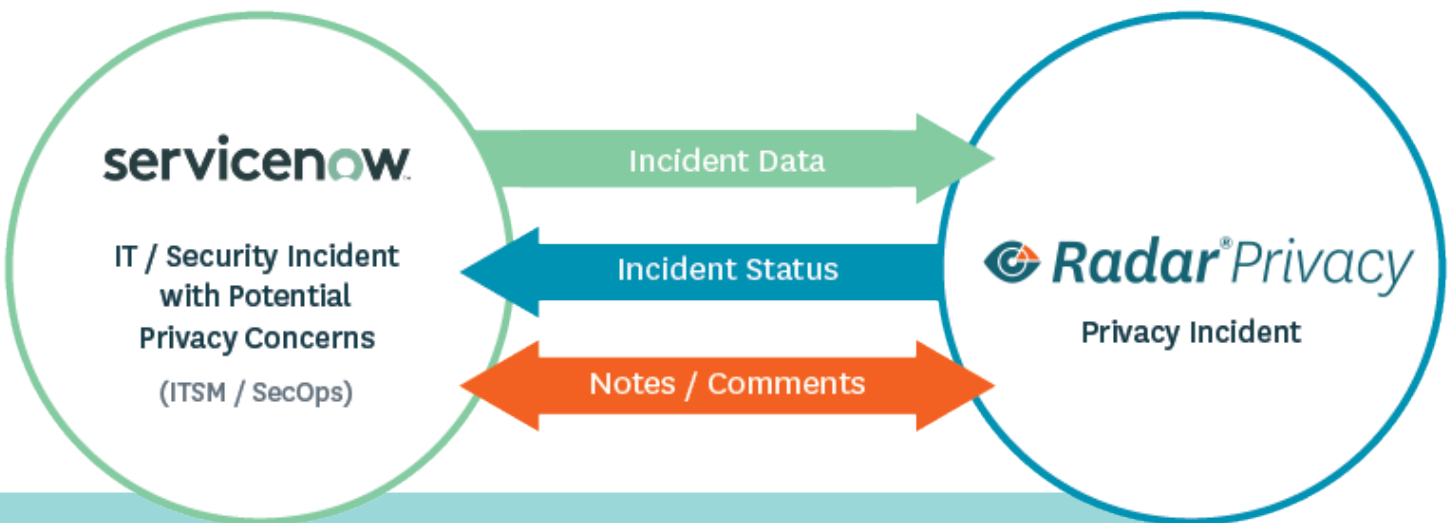 servicenow™
IT / Security Incident
with Potential
Privacy Concerns
(ITSM / SecOps)
Incident Data
Incident Status
Notes / Comments
Radar® Privacy
Privacy Incident